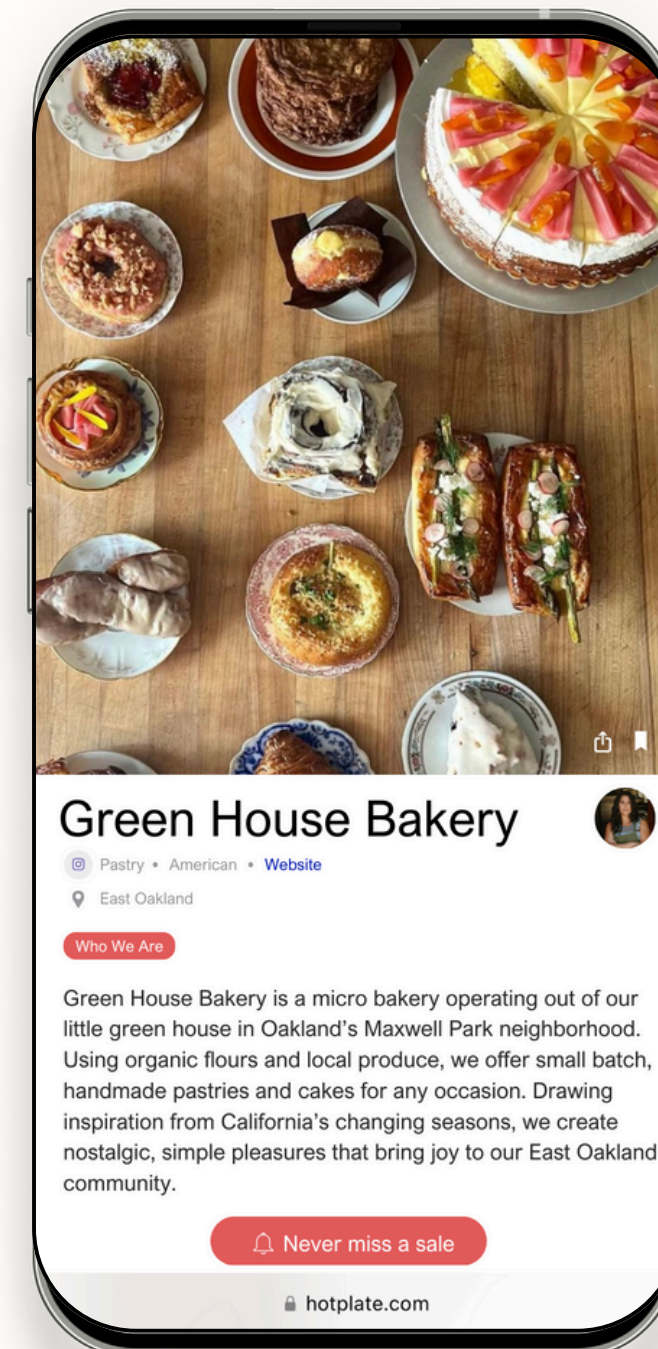 Green House Bakery
Pastry • American • Website
East Oakland
Who We Are
Green House Bakery is a micro bakery operating out of our
little green house in Oakland’s Maxwell Park neighborhood.
Using organic flours and local produce, we offer small batch,
handmade pastries and cakes for any occasion. Drawing
inspiration from California’s changing seasons, we create
nostalgic, simple pleasures that bring joy to our East Oakland
community.
Never miss a sale
hotplate.com